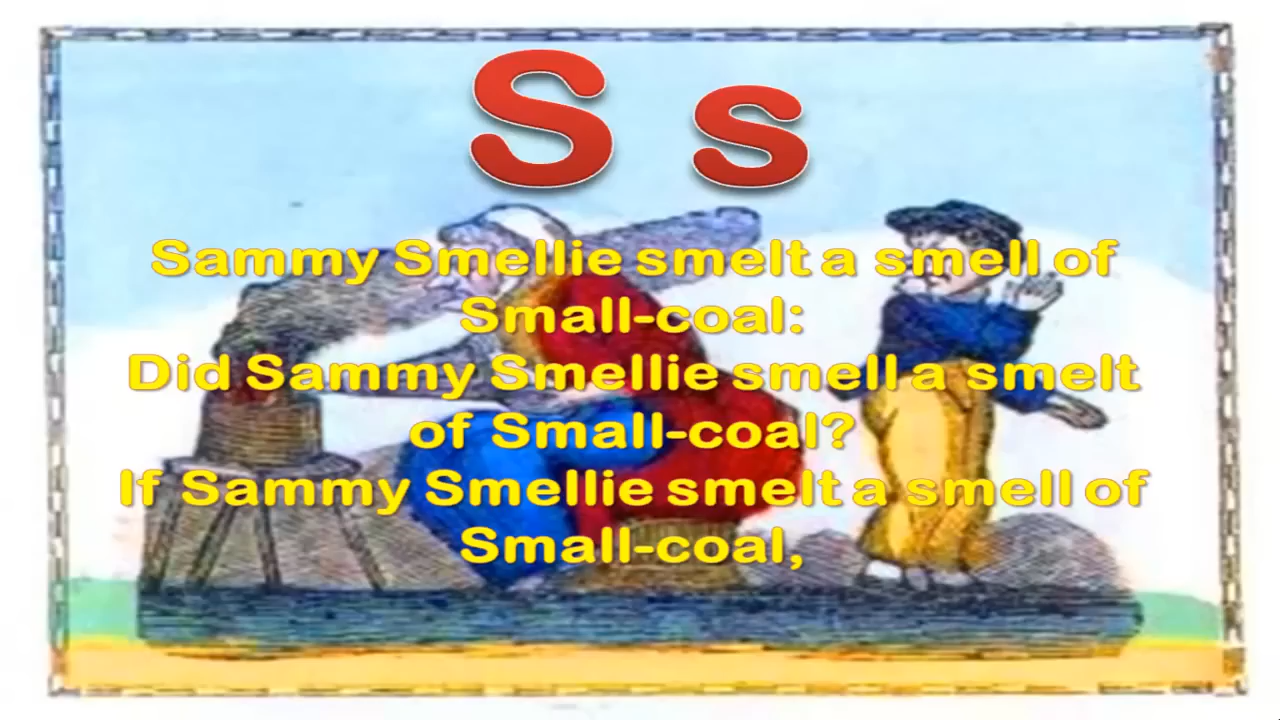 S s
Sammy Smellie smelt a smell of
Small-coal:
Did Sammy Smellie smell a smelt
of Small-coal?
If Sammy Smellie smelt a smell of
Small-coal,